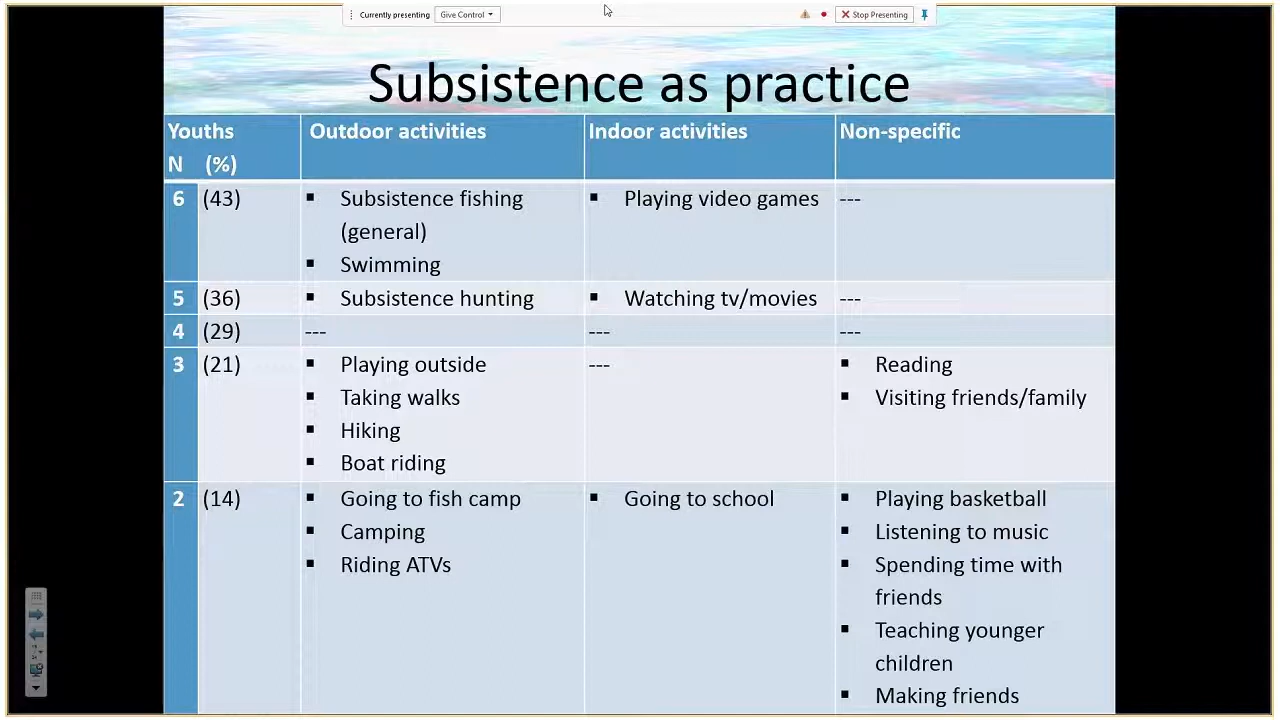 Currently presenting Give Control Stop Presenting
Subsistence as practice
Youths Outdoor activities Indoor activities Non-specific
N (%)
6 (43) ▪ Subsistence fishing ▪ Playing video games ---
(general)
▪ Swimming
5 (36) ▪ Subsistence hunting ▪ Watching tv/movies ---
4 (29) --- --- ---
3 (21) ▪ Playing outside --- ▪ Reading
▪ Taking walks ▪ Visiting friends/family
▪ Hiking
▪ Boat riding
2 (14) ▪ Going to fish camp ▪ Going to school ▪ Playing basketball
▪ Camping ▪ Listening to music
▪ Riding ATVs ▪ Spending time with
friends
▪ Teaching younger
children
▪ Making friends